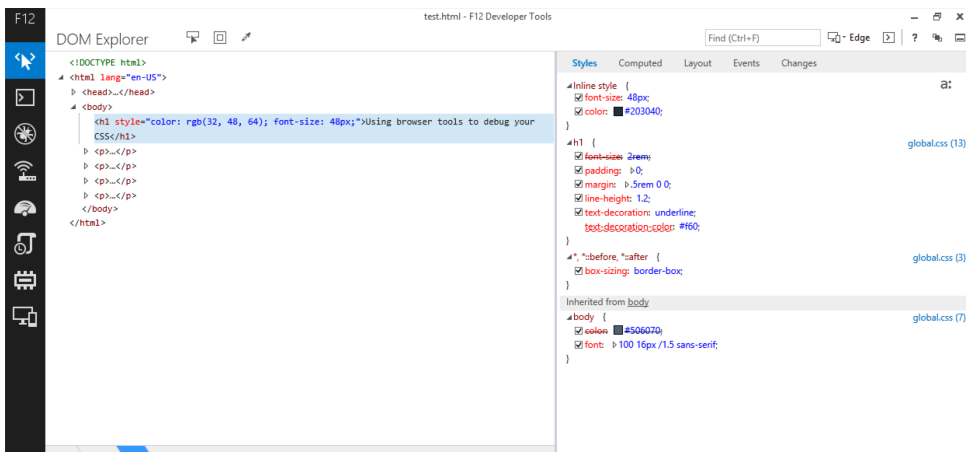 F12
test.html - F12 Developer Tools
DOM Explorer
Find (Ctrl+F)
Edge
?
<!DOCTYPE html>
<html lang="en-US">
<head>…</head>
<body>
<h1 style="color: rgb(32, 48, 64); font-size: 48px;">Using browser tools to debug your
CSS</h1>
<p>…</p>
<p>…</p>
<p>…</p>
<p>…</p>
</body>
</html>
Styles Computed Layout Events Changes
Inline style {
a:
font-size: 48px;
color: #203040;
}
h1 { global.css (13)
font-size: 2rem;
padding: 0;
margin: .5rem 0 0;
line-height: 1.2;
text-decoration: underline;
text-decoration-color: #f60;
}
*, *::before, *::after { global.css (3)
box-sizing: border-box;
}
Inherited from body
body { global.css (7)
color: #506070;
font: 100 16px /1.5 sans-serif;
}